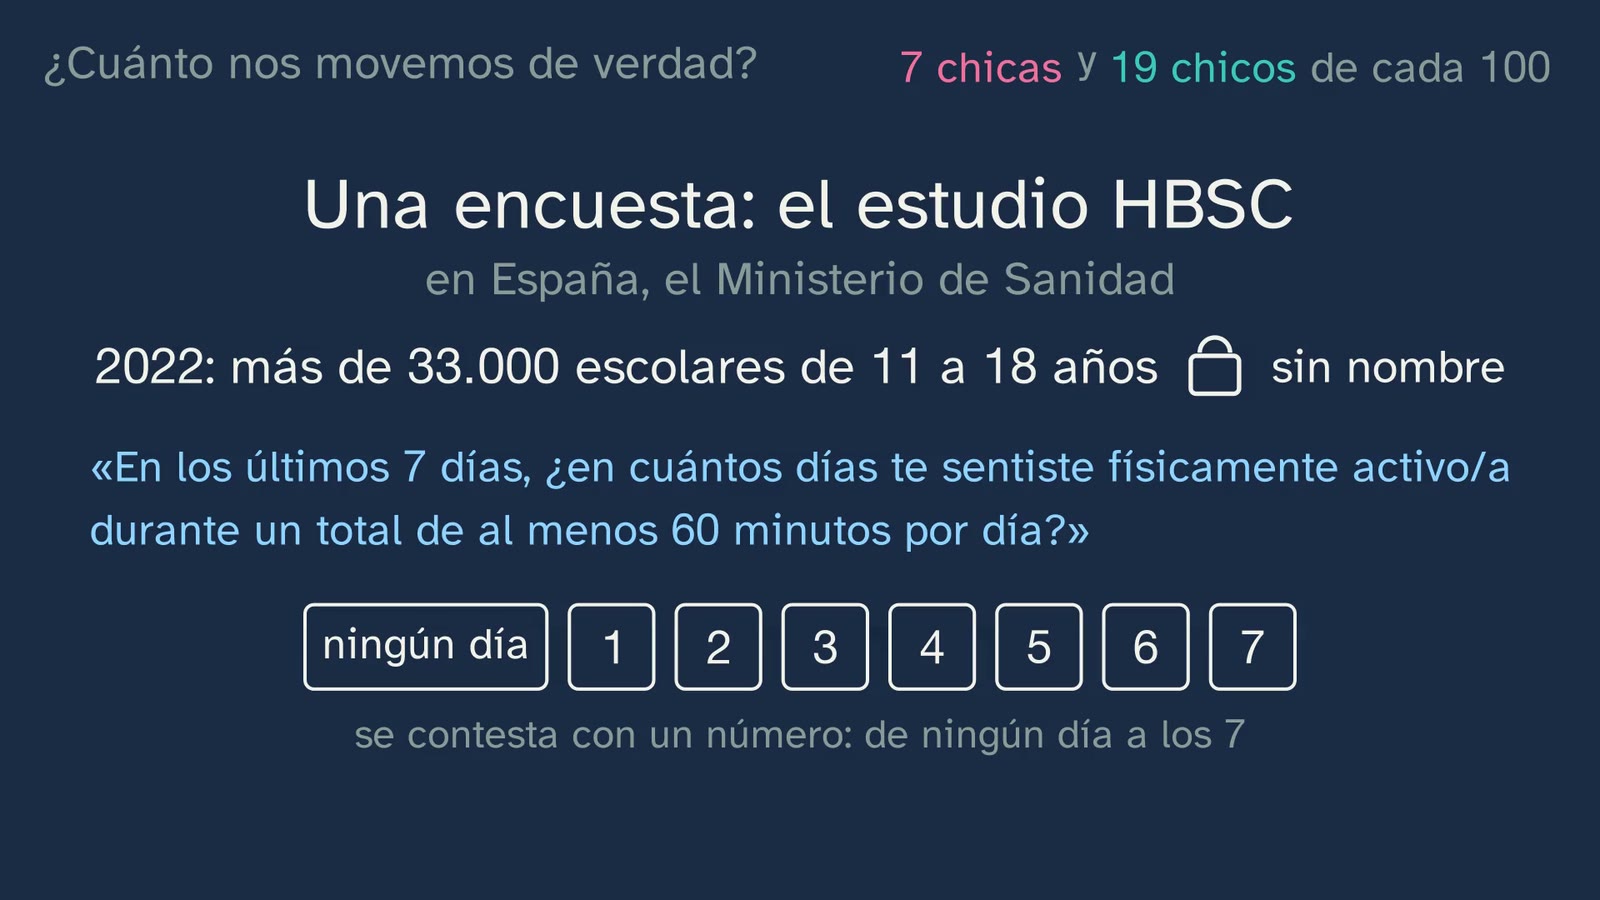 ¿Cuánto nos movemos de verdad?
7 chicas y 19 chicos de cada 100
Una encuesta: el estudio HBSC
en España, el Ministerio de Sanidad
2022: más de 33.000 escolares de 11 a 18 años sin nombre
«En los últimos 7 días, ¿en cuántos días te sentiste físicamente activo/a
durante un total de al menos 60 minutos por día?»
ningún día 1 2 3 4 5 6 7
se contesta con un número: de ningún día a los 7